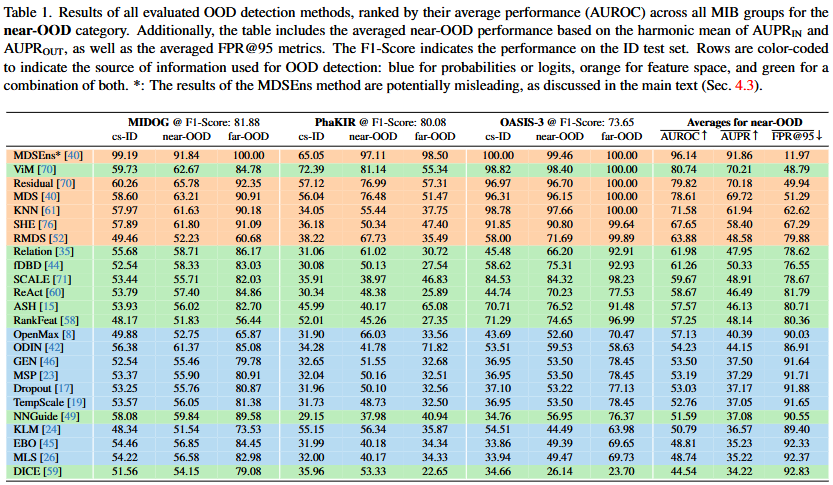 Table 1. Results of all evaluated OOD detection methods, ranked by their average performance (AUROC) across all MIB groups for the
near-OOD category. Additionally, the table includes the averaged near-OOD performance based on the harmonic mean of AUPR_IN and
AUPR_OUT, as well as the averaged FPR@95 metrics. The F1-Score indicates the performance on the ID test set. Rows are color-coded
to indicate the source of information used for OOD detection: blue for probabilities or logits, orange for feature space, and green for a
combination of both. *: The results of the MDSEns method are potentially misleading, as discussed in the main text (Sec. 4.3).
MIDOG @ F1-Score: 81.88 PhaKIR @ F1-Score: 80.08 OASIS-3 @ F1-Score: 73.65 Averages for near-OOD
cs-ID near-OOD far-OOD cs-ID near-OOD far-OOD cs-ID near-OOD far-OOD AUROC↑ AUPR↑ FPR@95↓
MDSEns* [40] 99.19 91.84 100.00 65.05 97.11 98.50 100.00 99.46 100.00 96.14 91.86 11.97
ViM [70] 59.73 62.67 84.78 72.39 81.14 55.34 98.82 98.40 100.00 80.74 70.21 48.79
Residual [70] 60.26 65.78 92.35 57.12 76.99 57.31 96.97 96.70 100.00 79.82 70.18 49.94
MDS [40] 58.60 63.21 90.91 56.04 76.48 51.47 96.31 96.15 100.00 78.61 69.72 51.29
KNN [61] 57.97 61.63 90.18 34.05 55.44 37.75 98.78 97.66 100.00 71.58 61.94 62.62
SHE [76] 57.89 61.80 91.09 36.18 50.34 47.40 91.85 90.80 99.64 67.65 58.40 67.29
RMDS [52] 49.46 52.23 60.68 38.22 67.73 35.49 58.00 71.69 99.89 63.88 48.58 79.88
Relation [35] 55.68 58.71 86.17 31.06 61.02 30.72 45.48 66.20 92.91 61.98 47.95 78.62
fDBD [44] 52.54 58.33 83.03 30.08 50.13 27.54 58.62 75.31 92.93 61.26 50.33 76.55
SCALE [71] 53.44 55.71 82.03 35.91 38.97 46.83 84.53 84.32 98.23 59.67 48.91 78.67
ReAct [60] 53.79 57.40 84.86 30.34 48.38 25.89 44.74 70.23 77.53 58.67 46.49 81.79
ASH [15] 53.93 56.02 82.70 45.99 40.17 65.08 70.71 76.52 91.48 57.57 46.13 80.71
RankFeat [58] 48.17 51.83 56.44 52.01 45.26 27.35 71.29 74.65 96.99 57.25 48.14 80.36
OpenMax [8] 49.88 52.75 65.87 31.90 66.03 33.56 43.69 52.60 70.47 57.13 40.39 90.03
ODIN [42] 56.38 61.37 85.08 34.28 41.78 71.82 53.51 59.53 58.63 54.23 44.15 86.91
GEN [46] 52.54 55.46 79.78 32.65 51.55 32.68 36.95 53.50 78.45 53.50 37.50 91.64
MSP [23] 53.37 55.90 80.91 32.04 50.16 32.51 36.95 53.50 78.45 53.19 37.29 91.71
Dropout [17] 53.25 55.76 80.87 31.96 50.10 32.56 37.10 53.22 77.13 53.03 37.17 91.88
TempScale [19] 53.56 56.05 81.38 31.73 48.73 32.50 36.95 53.50 78.45 52.76 37.05 91.65
NNGuide [49] 58.08 59.84 89.58 29.15 37.98 40.94 34.76 56.95 76.37 51.59 37.08 90.55
KLM [24] 48.34 51.54 73.53 55.15 56.34 35.87 54.51 44.49 63.98 50.79 36.57 89.40
EBO [45] 54.46 56.85 84.45 31.99 40.18 34.34 33.86 49.39 69.65 48.81 35.23 92.33
MLS [26] 54.22 56.58 82.98 32.00 40.17 34.33 33.94 49.47 69.73 48.74 35.22 92.37
DICE [59] 51.56 54.15 79.08 35.96 53.33 22.65 34.66 26.14 23.70 44.54 34.22 92.83